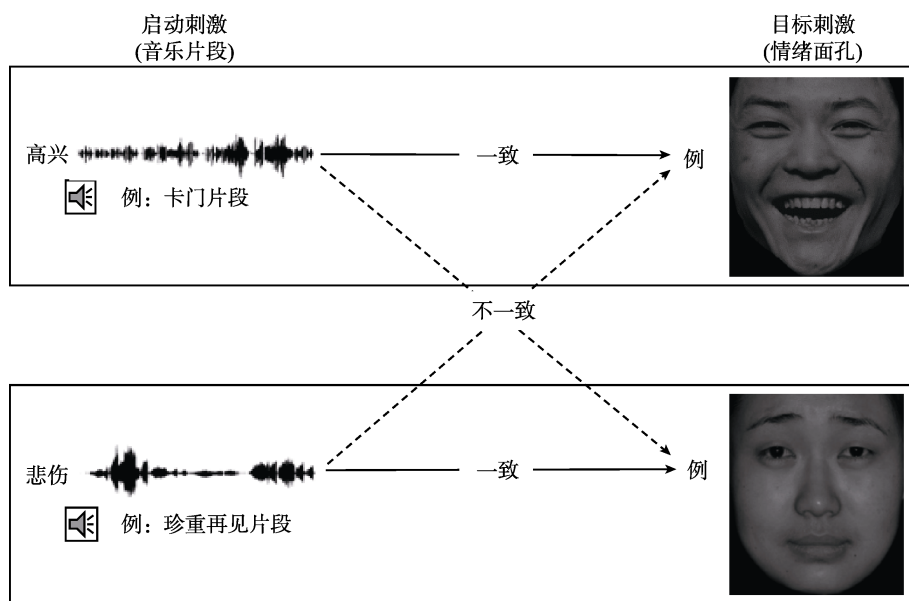 启动刺激
(音乐片段)
目标刺激
(情绪面孔)
高兴
一致
例
例：卡门片段
不一致
悲伤
一致
例
例：珍重再见片段